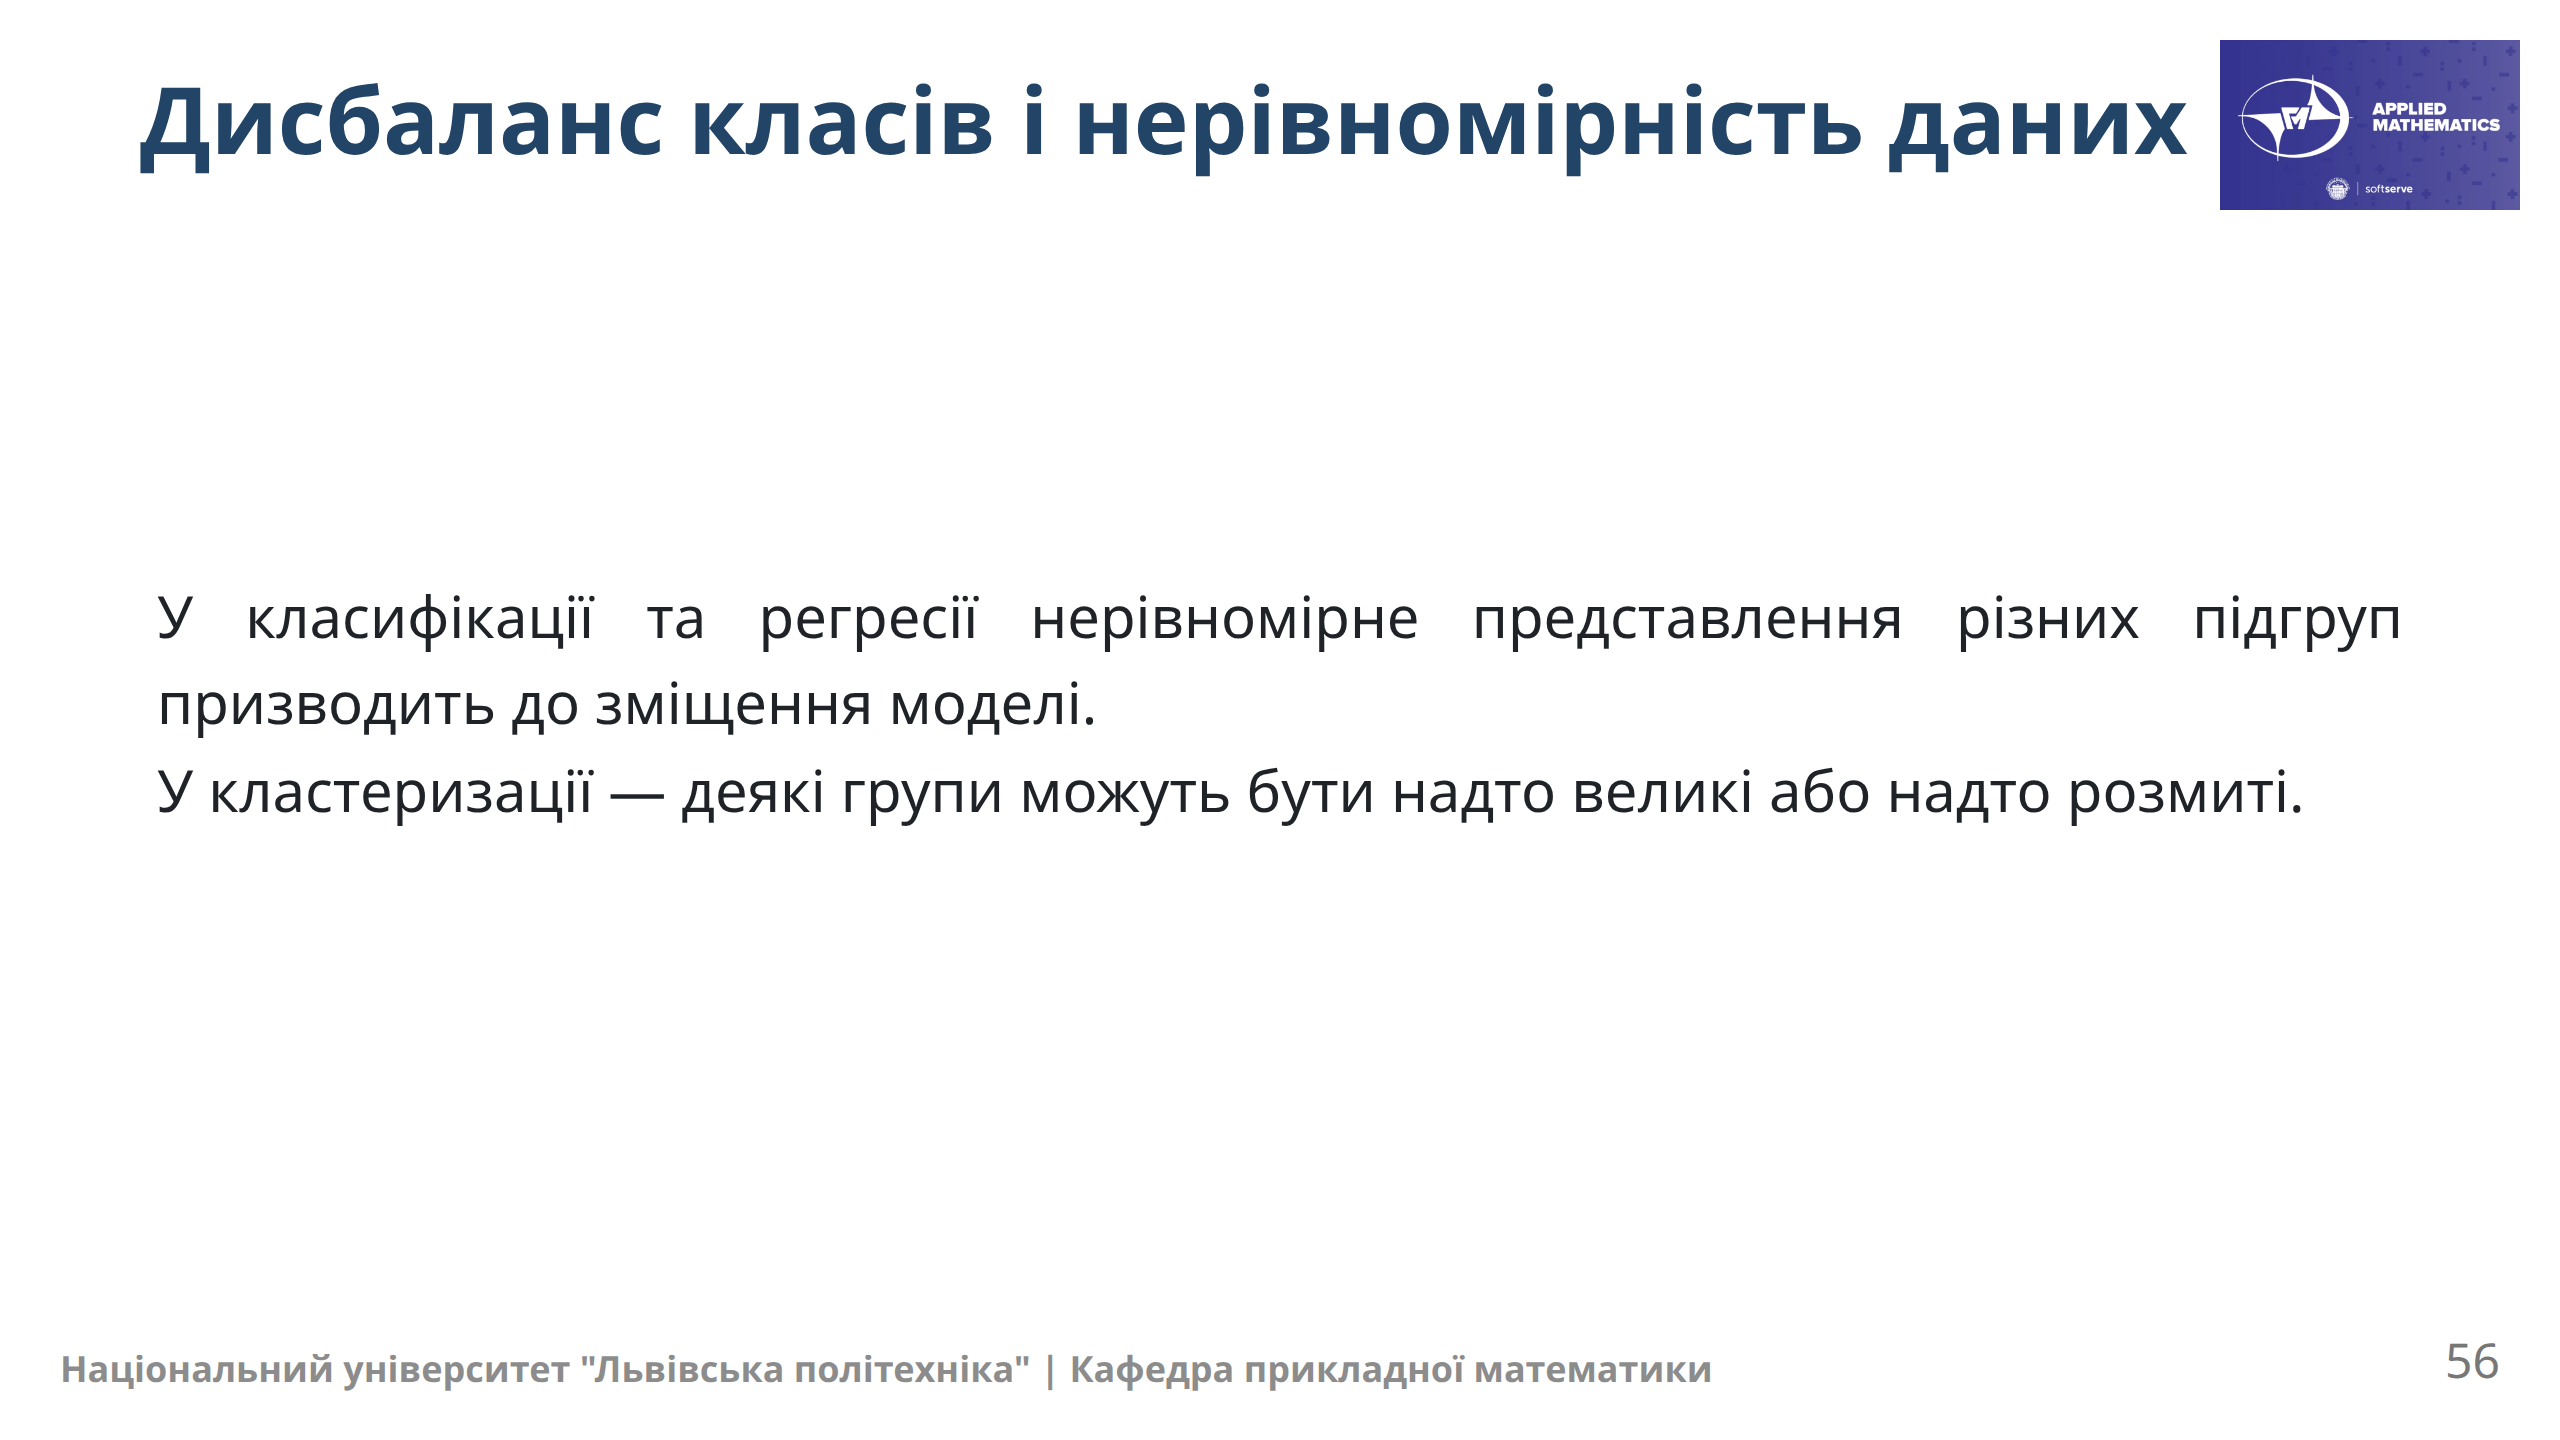 Дисбаланс класів і нерівномірність даних
APPLIED
MATHEMATICS
softserve
У класифікації та регресії нерівномірне представлення різних підгруп
призводить до зміщення моделі.
У кластеризації — деякі групи можуть бути надто великі або надто розмиті.
Національний університет "Львівська політехніка" | Кафедра прикладної математики
56